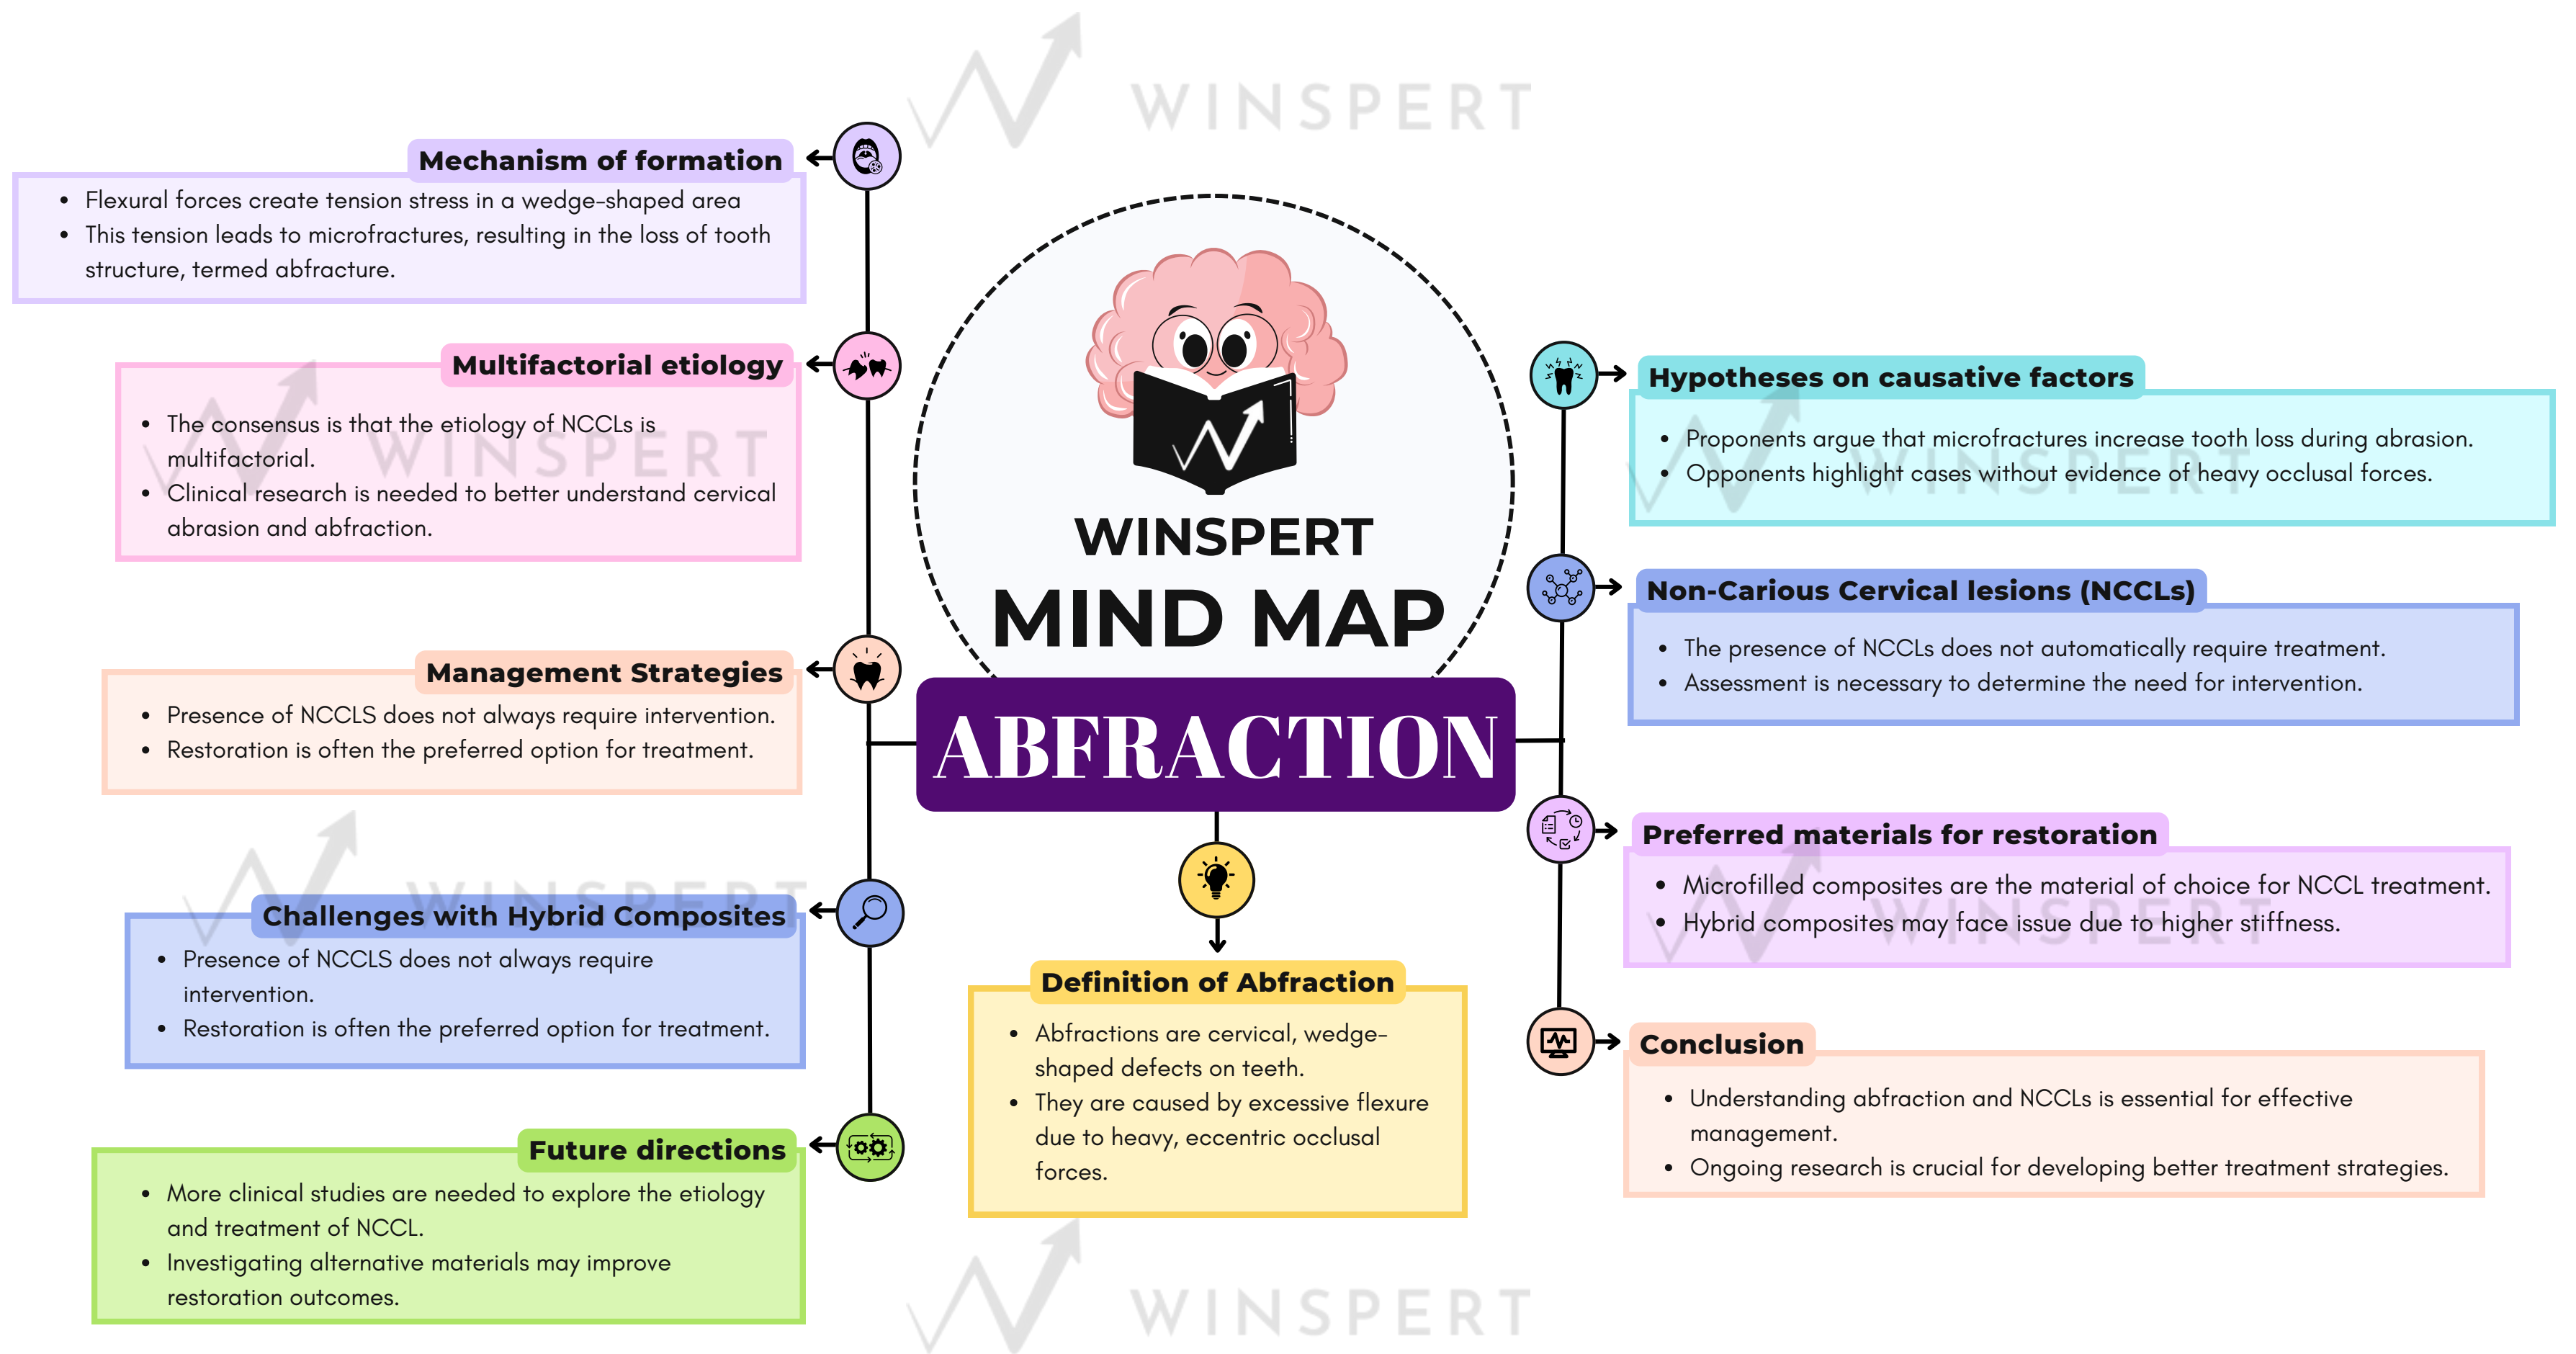 WINSPERT
Mechanism of formation
• Flexural forces create tension stress in a wedge-shaped area
• This tension leads to microfractures, resulting in the loss of tooth
structure, termed abfracture.
Multifactorial etiology
• The consensus is that the etiology of NCCLs is
multifactorial.
• Clinical research is needed to better understand cervical
abrasion and abfraction.
WINSPERT
Management Strategies
• Presence of NCCLS does not always require intervention.
• Restoration is often the preferred option for treatment.
Challenges with Hybrid Composites
• Presence of NCCLS does not always require
intervention.
• Restoration is often the preferred option for treatment.
WINSPERT
Future directions
• More clinical studies are needed to explore the etiology
and treatment of NCCL.
• Investigating alternative materials may improve
restoration outcomes.
WINSPERT
MIND MAP
ABFRACTION
Definition of Abfraction
• Abfractions are cervical, wedge-
shaped defects on teeth.
• They are caused by excessive flexure
due to heavy, eccentric occlusal
forces.
Hypotheses on causative factors
• Proponents argue that microfractures increase tooth loss during abrasion.
• Opponents highlight cases without evidence of heavy occlusal forces.
WINSPERT
Non-Carious Cervical lesions (NCCLs)
• The presence of NCCLs does not automatically require treatment.
• Assessment is necessary to determine the need for intervention.
Preferred materials for restoration
• Microfilled composites are the material of choice for NCCL treatment.
• Hybrid composites may face issue due to higher stiffness.
WINSPERT
Conclusion
• Understanding abfraction and NCCLs is essential for effective
management.
• Ongoing research is crucial for developing better treatment strategies.
WINSPERT